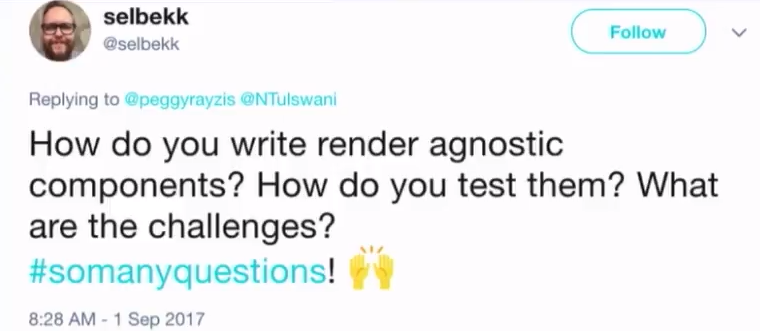 selbekk
@selbekk
Follow
Replying to @peggyrayzis @NTulswani
How do you write render agnostic
components? How do you test them? What
are the challenges?
#somanyquestions! 🙌
8:28 AM - 1 Sep 2017